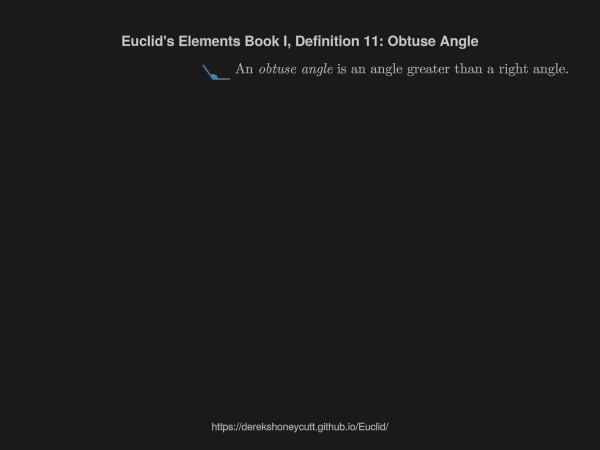 Euclid's Elements Book I, Definition 11: Obtuse Angle
An obtuse angle is an angle greater than a right angle.
https://derekshoneycutt.github.io/Euclid/